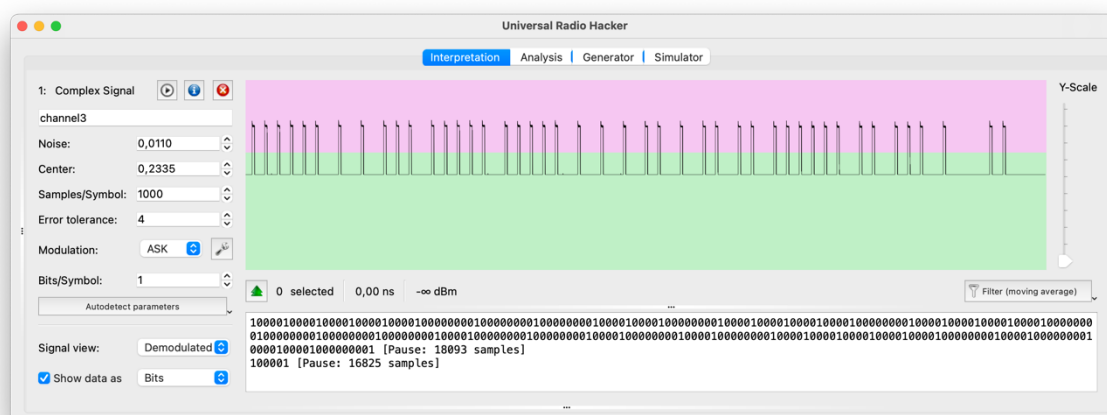 Universal Radio Hacker
Interpretation Analysis Generator Simulator
1: Complex Signal
channel3
Noise: 0,0110
Center: 0,2335
Samples/Symbol: 1000
Error tolerance: 4
Modulation: ASK
Bits/Symbol: 1
Autodetect parameters
Signal view: Demodulated
Show data as Bits
Y-Scale
0 selected 0,00 ns -∞ dBm
Filter (moving average)
10000100001000010000100001000000001000000001000000001000010000100000000100001000010000100001000000001000010000100001000010000000
01000000001000000001000000001000010000000010000000010000100000000100000000100001000010000100001000010000100000000100001000000001
0000100001000000001 [Pause: 18093 samples]
100001 [Pause: 16825 samples]